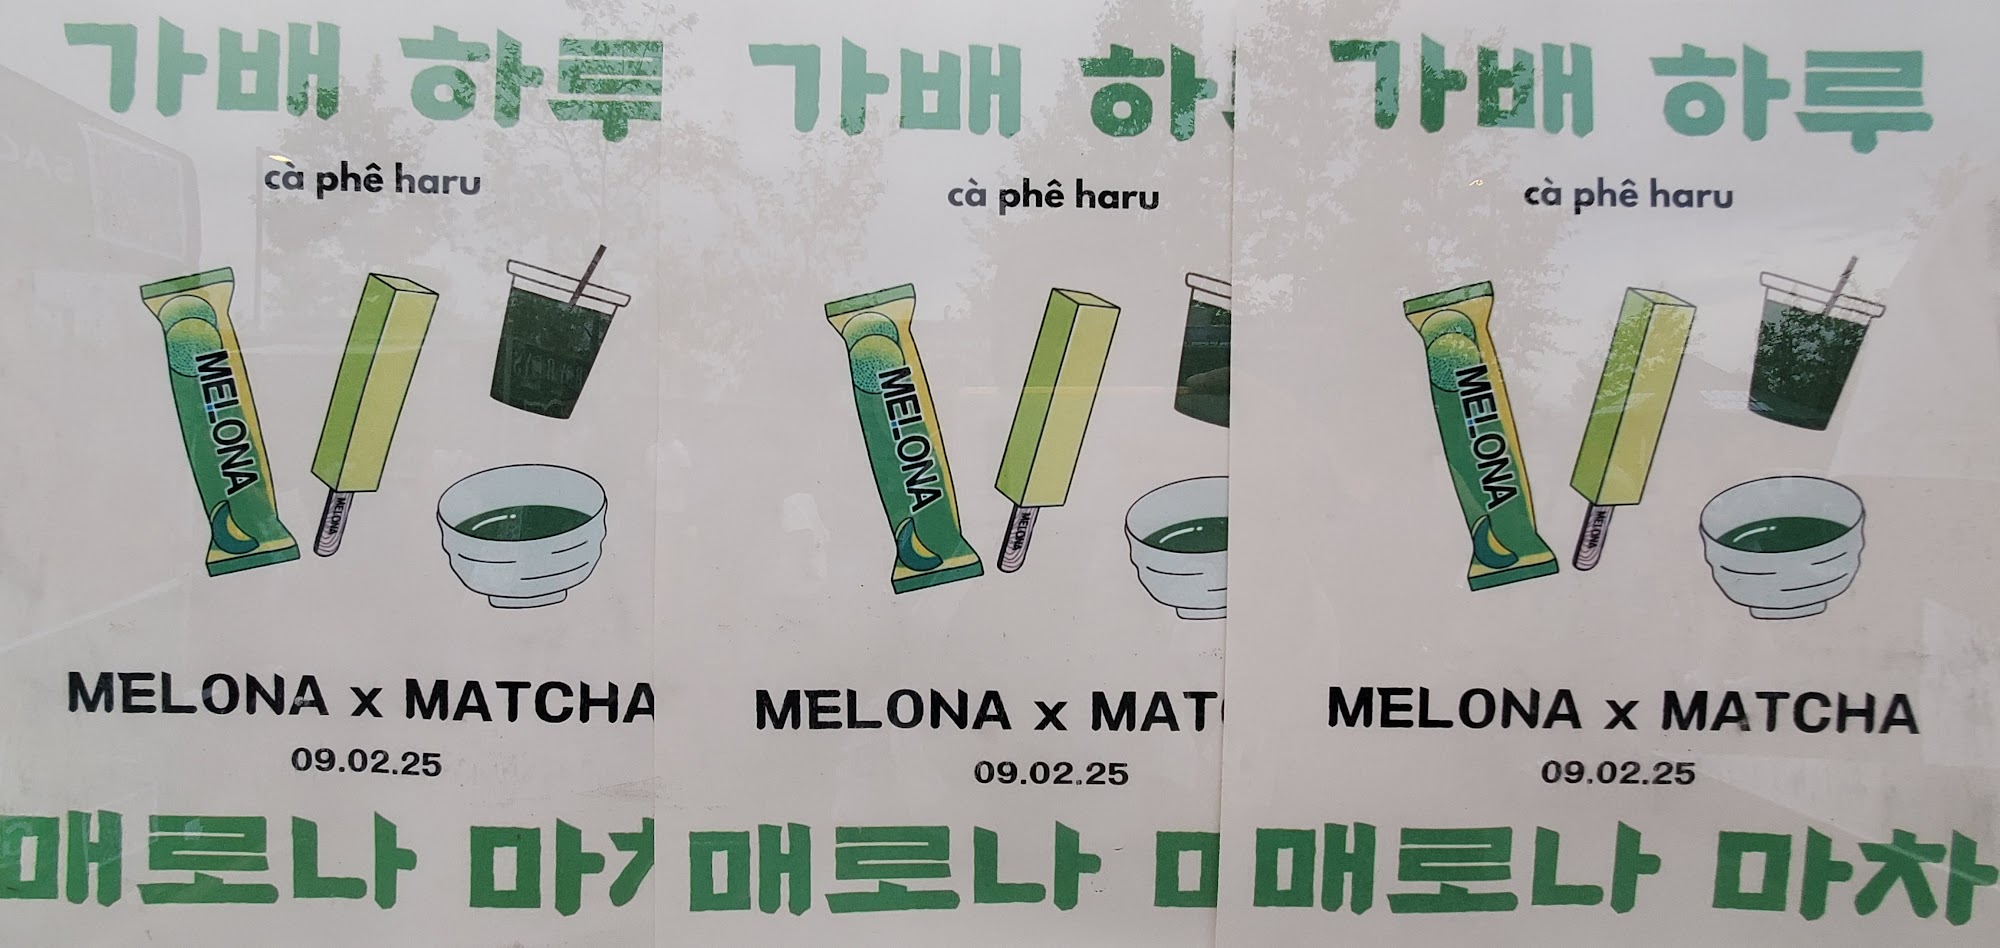 가배 하루
cà phê haru
MELONA
MELONA
MELONA x MATCHA
09.02.25
매로나 마
가배 하
cà phê haru
MELONA
MELONA
MELONA x MAT
09.02.25
매로나
가배 하루
cà phê haru
MELONA
MELONA
MELONA x MATCHA
09.02.25
매로나 마차